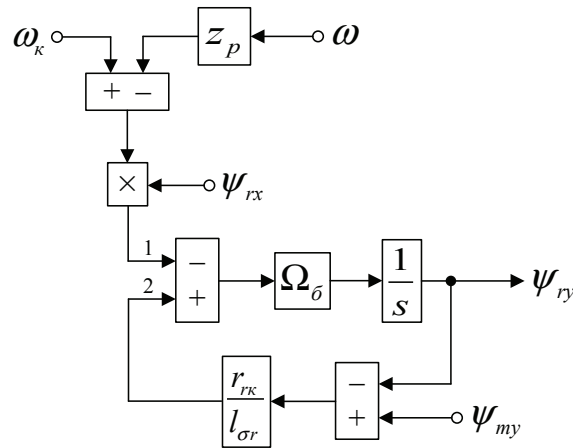 ω_к z_p ω
+ −
× ψ_rx
1 − Ω_б 1/s ψ_ry
2 +
r_rк/l_σr − + ψ_my